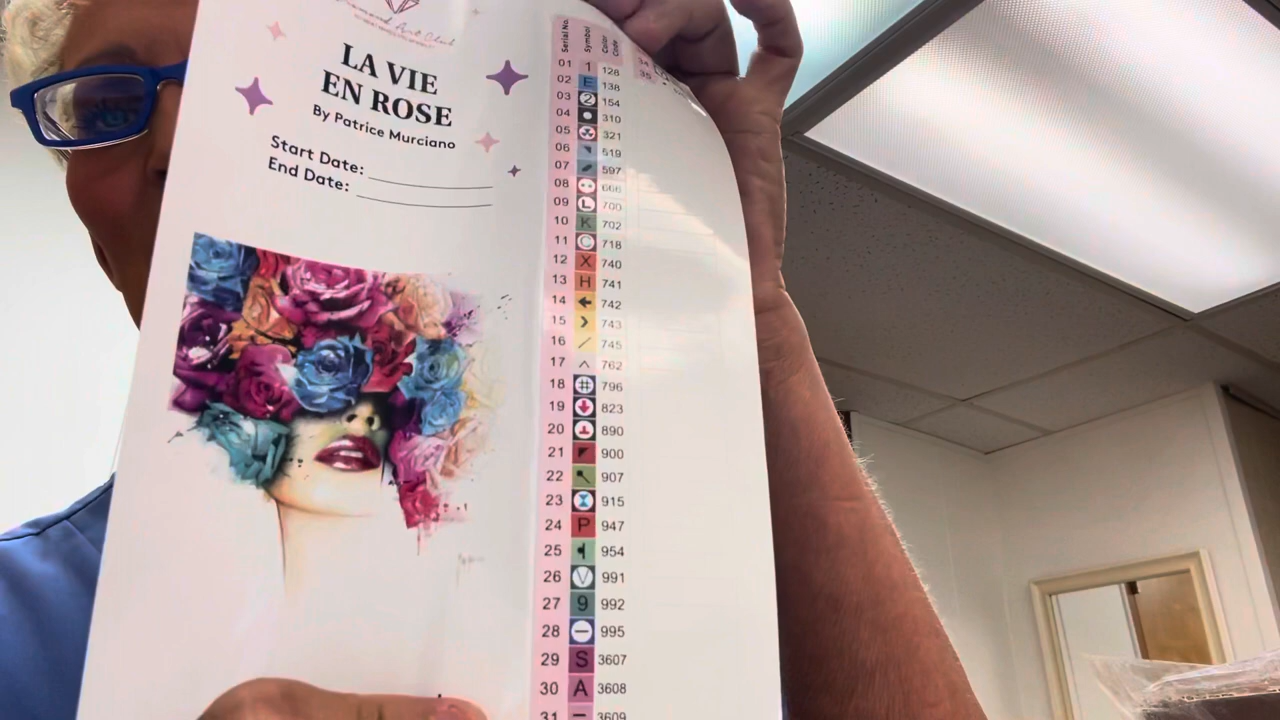 Diamond Art Club
LA VIE
EN ROSE
By Patrice Murciano
Start Date:
End Date:
Serial No. Symbol Color Code
01 1 128
02 E 138
03 2 154
04 310
05 321
06 519
07 597
08 666
09 L 700
10 K 702
11 C 718
12 X 740
13 H 741
14 742
15 743
16 / 745
17 ^ 762
18 # 796
19 823
20 890
21 900
22 907
23 915
24 P 947
25 954
26 V 991
27 9 992
28 − 995
29 S 3607
30 A 3608
31 − 3609
34
35